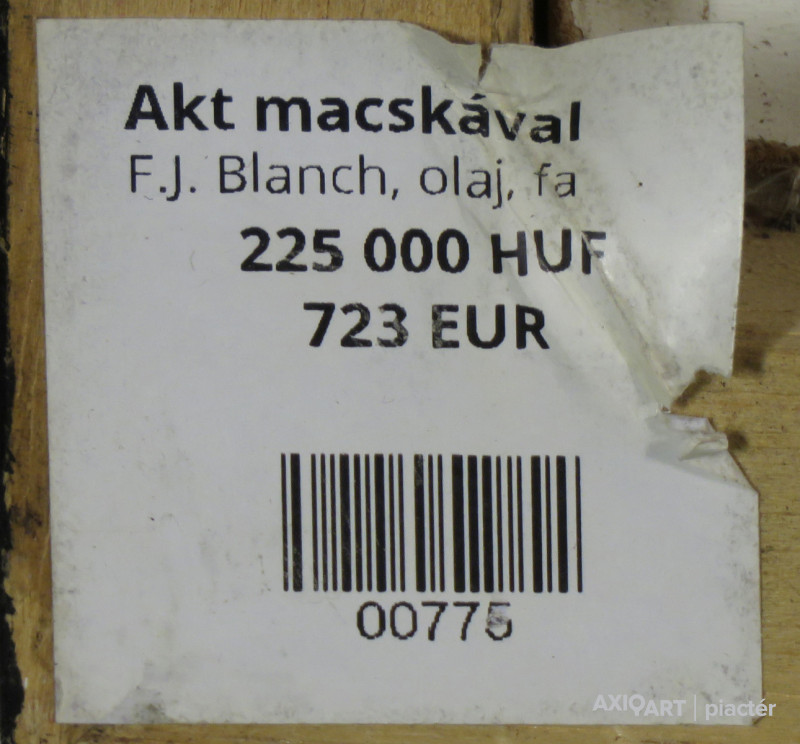 Akt macskával
F.J. Blanch, olaj, fa
225 000 HUF
723 EUR
00775
AXIOART | piactér